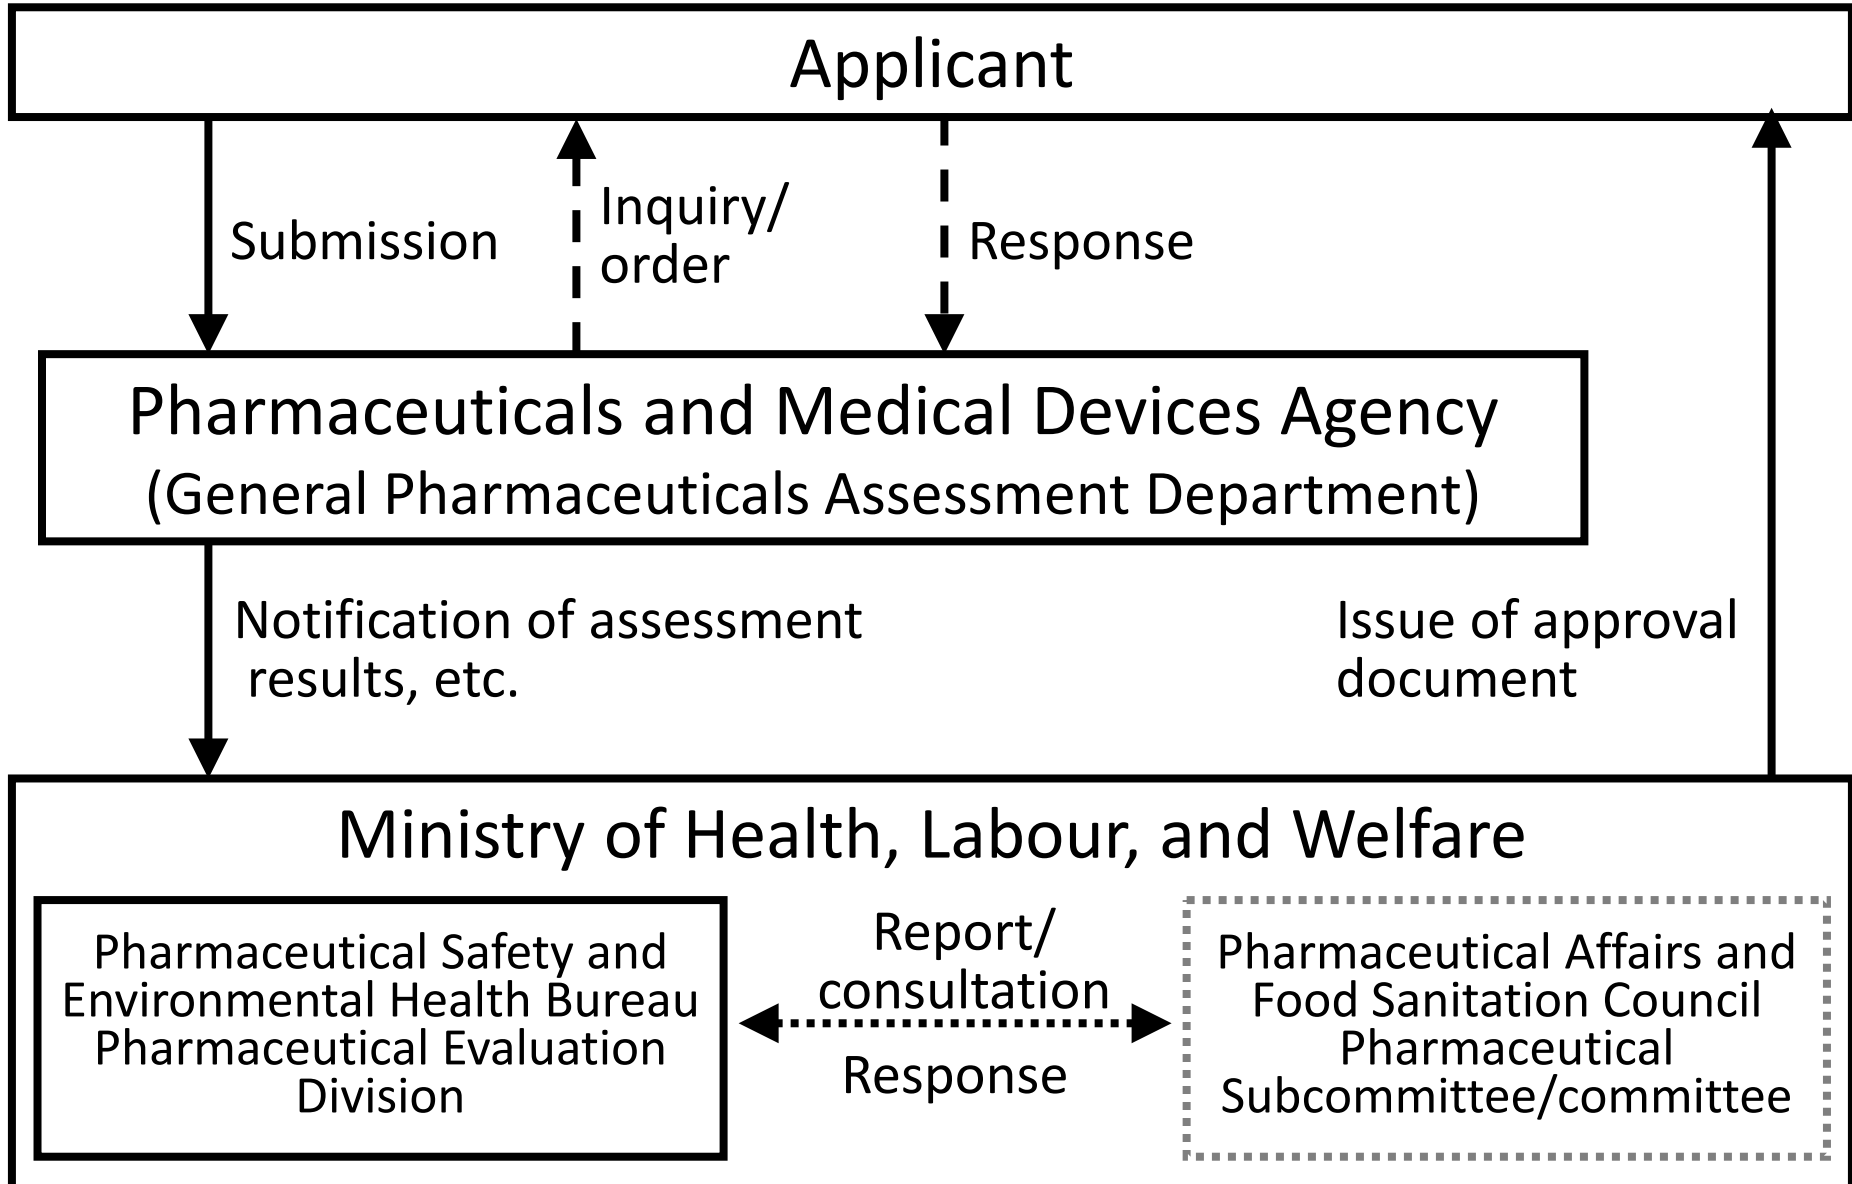 Applicant
Submission
Inquiry/
order
Response
Pharmaceuticals and Medical Devices Agency
(General Pharmaceuticals Assessment Department)
Notification of assessment
results, etc.
Issue of approval
document
Ministry of Health, Labour, and Welfare
Pharmaceutical Safety and
Environmental Health Bureau
Pharmaceutical Evaluation
Division
Report/
consultation
Response
Pharmaceutical Affairs and
Food Sanitation Council
Pharmaceutical
Subcommittee/committee